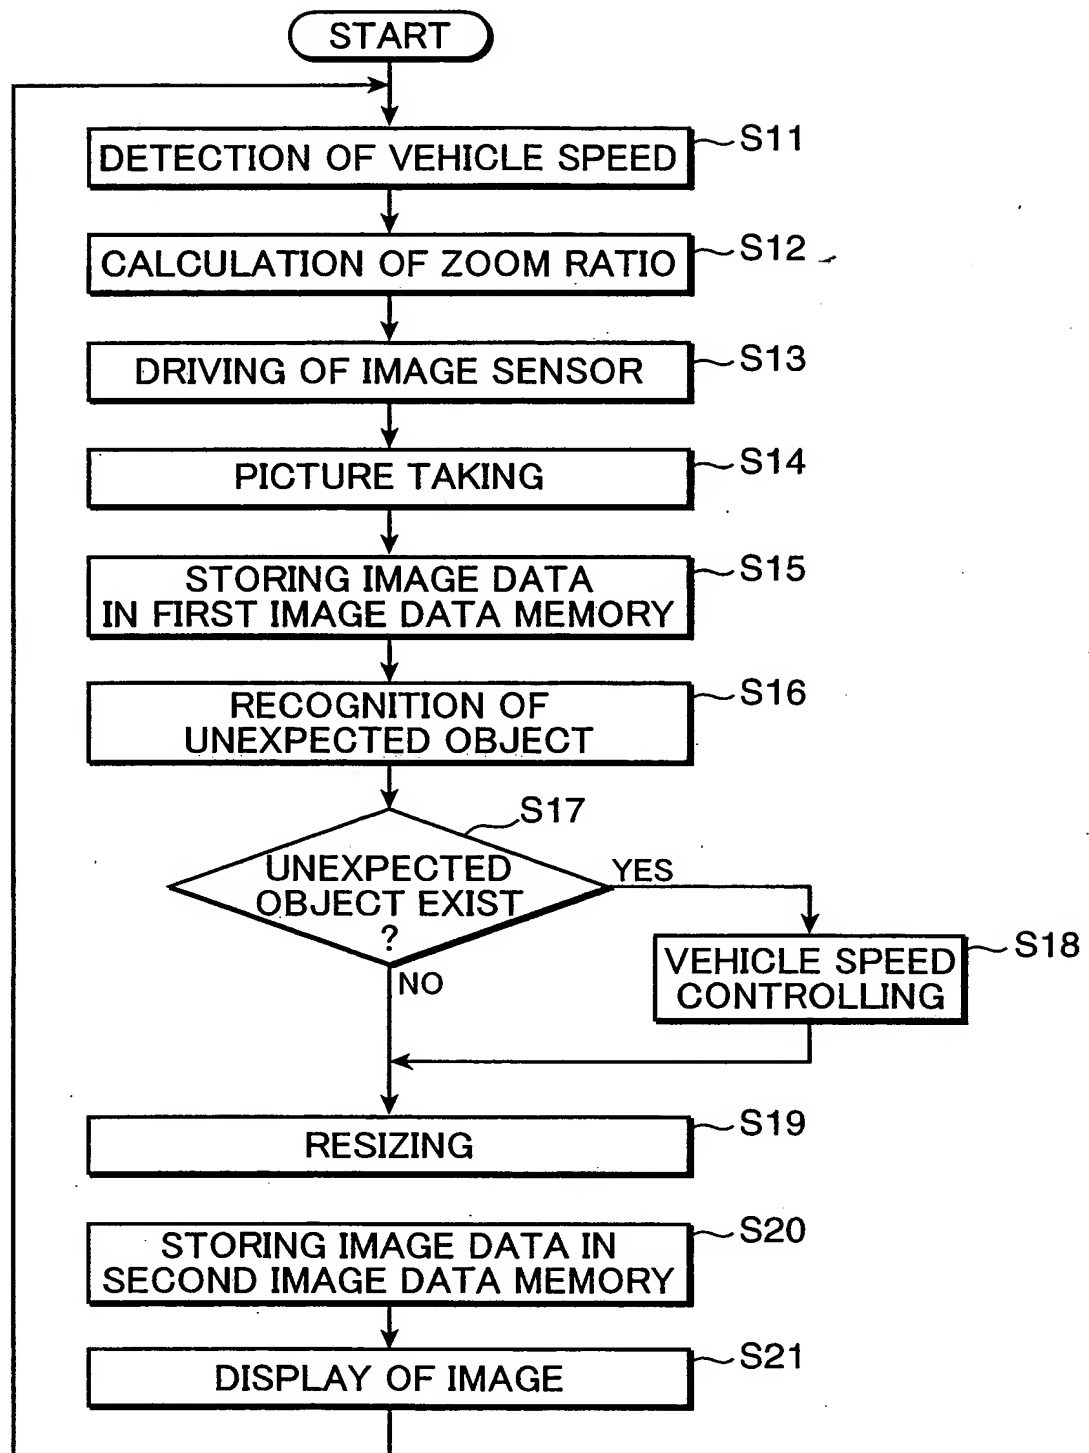 START
DETECTION OF VEHICLE SPEED
S11
CALCULATION OF ZOOM RATIO
S12
DRIVING OF IMAGE SENSOR
S13
PICTURE TAKING
S14
STORING IMAGE DATA
IN FIRST IMAGE DATA MEMORY
S15
RECOGNITION OF
UNEXPECTED OBJECT
S16
S17
UNEXPECTED
OBJECT EXIST
?
YES
NO
VEHICLE SPEED
CONTROLLING
S18
RESIZING
S19
STORING IMAGE DATA IN
SECOND IMAGE DATA MEMORY
S20
DISPLAY OF IMAGE
S21